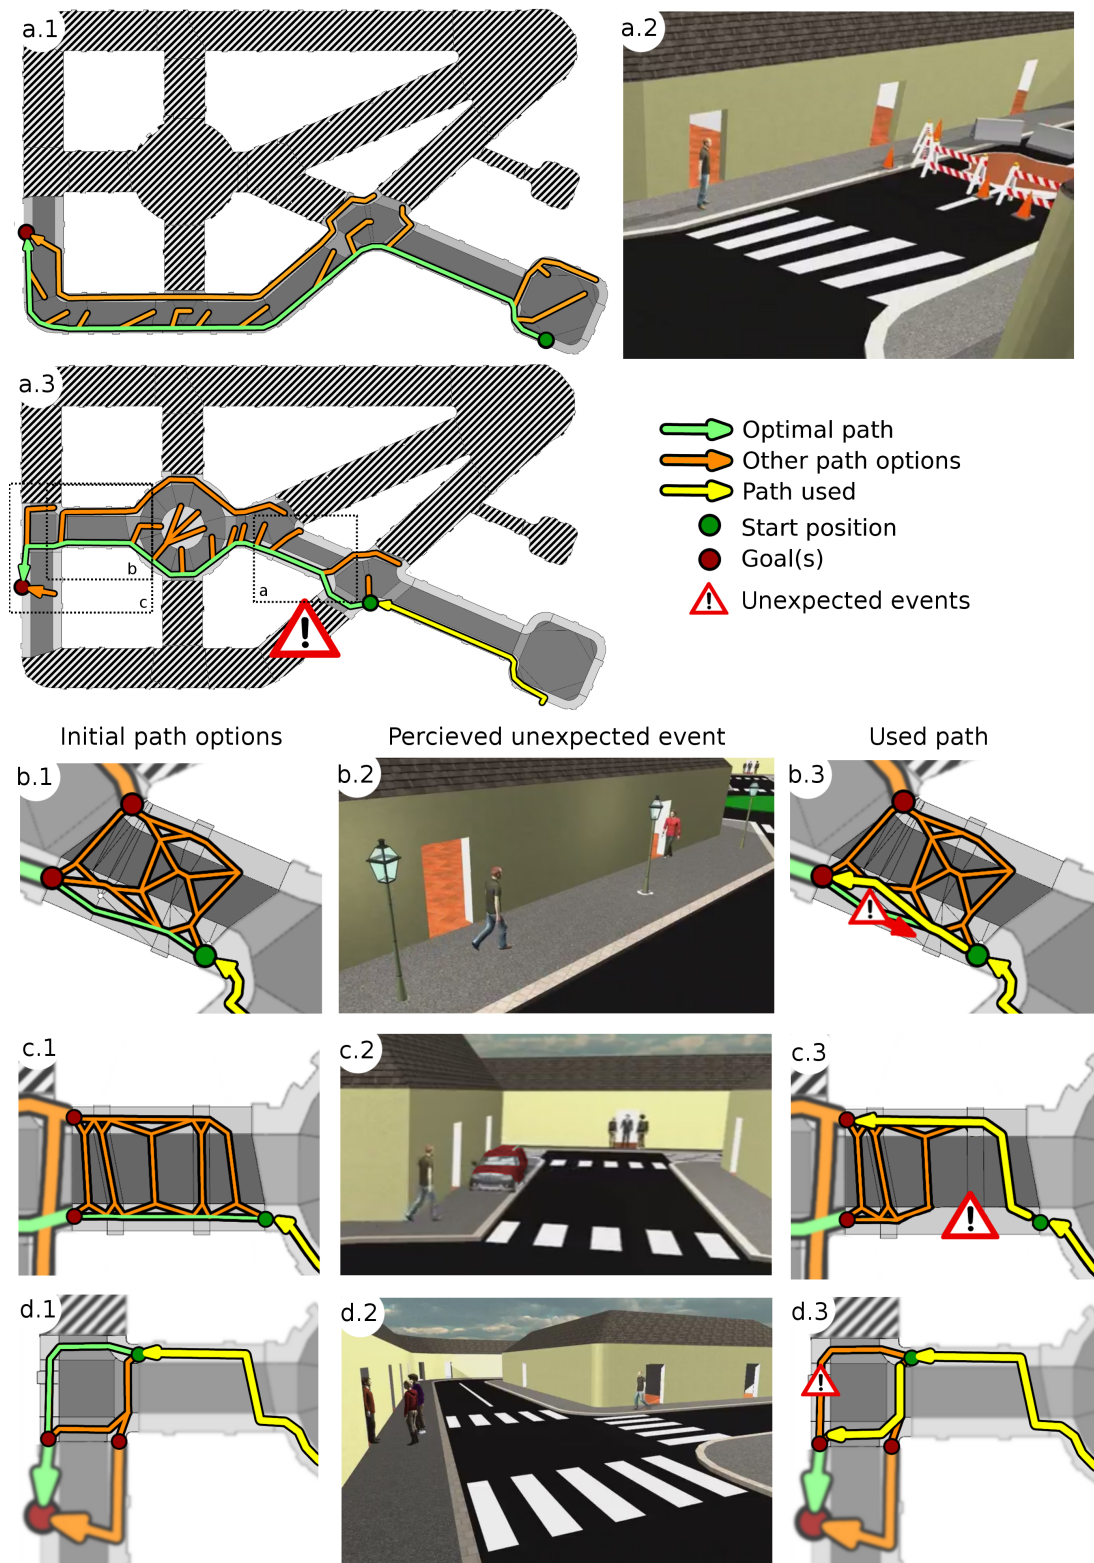 a.1
a.2
a.3
Optimal path
Other path options
Path used
Start position
Goal(s)
! Unexpected events
b
c
a
!
Initial path options
Percieved unexpected event
Used path
b.1
b.2
b.3
!
c.1
c.2
c.3
!
d.1
d.2
d.3
!